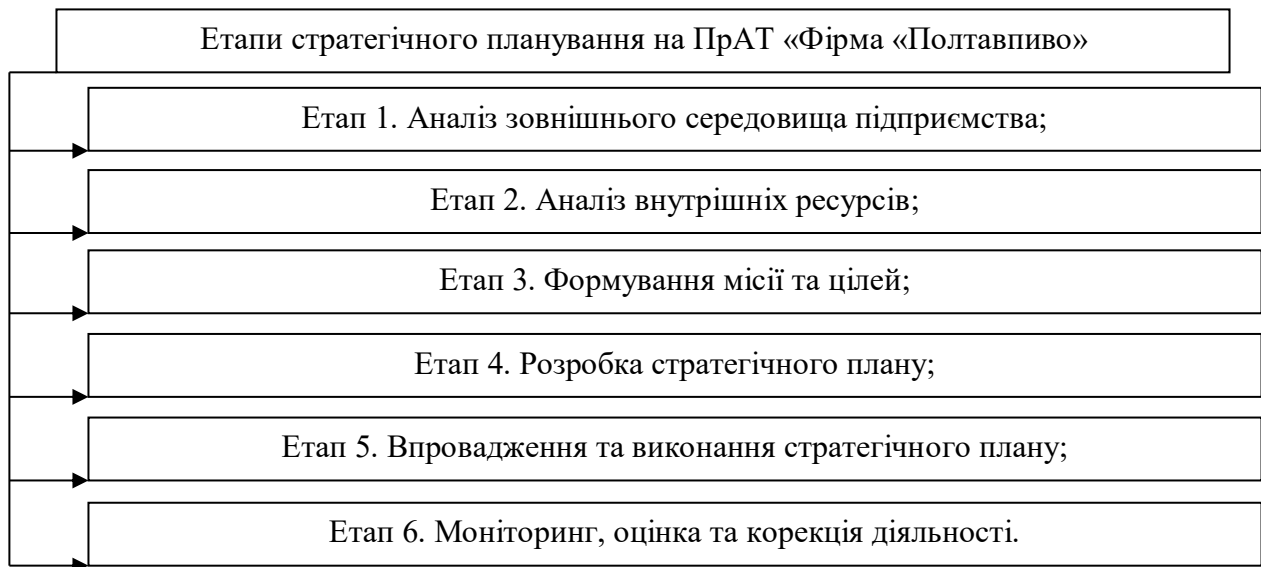 Етапи стратегічного планування на ПрАТ «Фірма «Полтавпиво»
Етап 1. Аналіз зовнішнього середовища підприємства;
Етап 2. Аналіз внутрішніх ресурсів;
Етап 3. Формування місії та цілей;
Етап 4. Розробка стратегічного плану;
Етап 5. Впровадження та виконання стратегічного плану;
Етап 6. Моніторинг, оцінка та корекція діяльності.